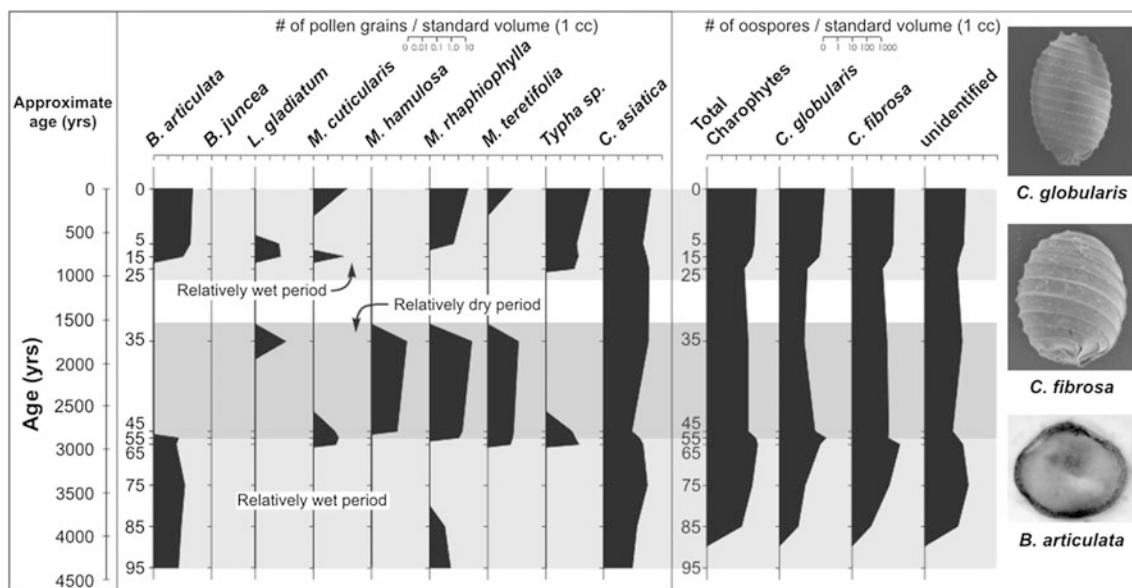 # of pollen grains / standard volume (1 cc)
0 0.01 0.1 1.0 10
# of oospores / standard volume (1 cc)
0 1 10 100 1000
Approximate
age (yrs)
B. articulata
B. juncea
L. gladiatum
M. cuticularis
M. hamulosa
M. rhaphiophylla
M. teretifolia
Typha sp.
C. asiatica
Total
Charophytes
C. globularis
C. fibrosa
unidentified
Age (yrs)
0
500
1000
1500
2000
2500
3000
3500
4000
4500
0
5
15
25
35
45
55
65
75
85
95
Relatively wet period
Relatively dry period
Relatively wet period
0
5
15
25
35
45
55
65
75
85
95
C. globularis
C. fibrosa
B. articulata